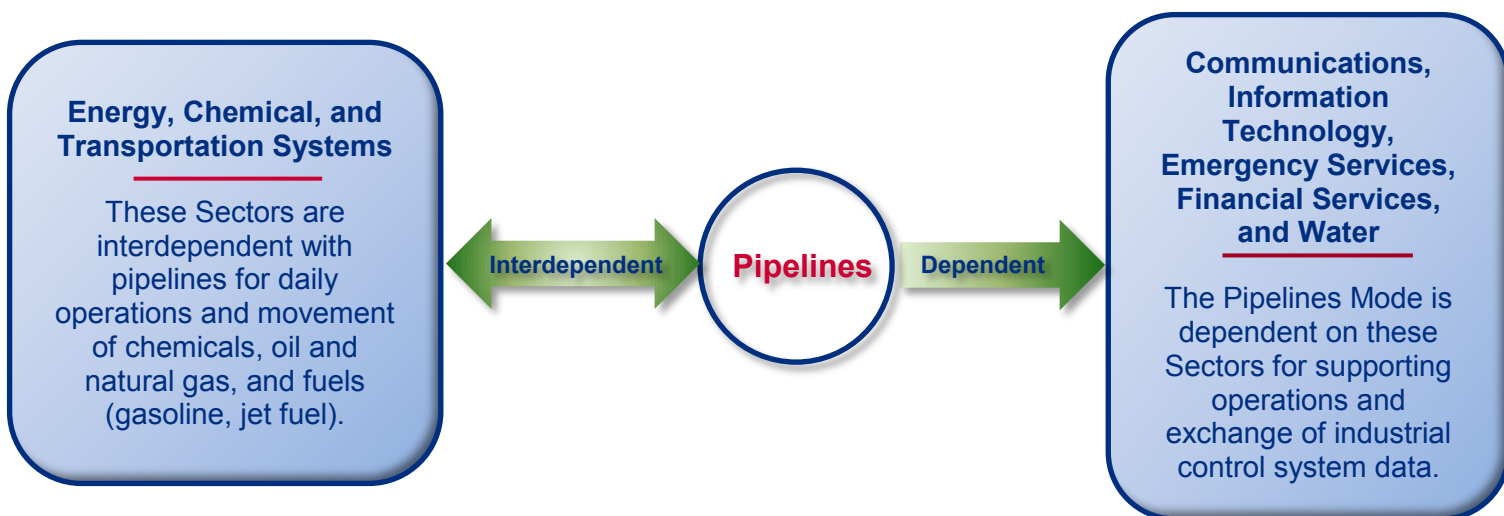 Energy, Chemical, and
Transportation Systems
These Sectors are
interdependent with
pipelines for daily
operations and movement
of chemicals, oil and
natural gas, and fuels
(gasoline, jet fuel).
Interdependent
Pipelines
Dependent
Communications,
Information
Technology,
Emergency Services,
Financial Services,
and Water
The Pipelines Mode is
dependent on these
Sectors for supporting
operations and
exchange of industrial
control system data.